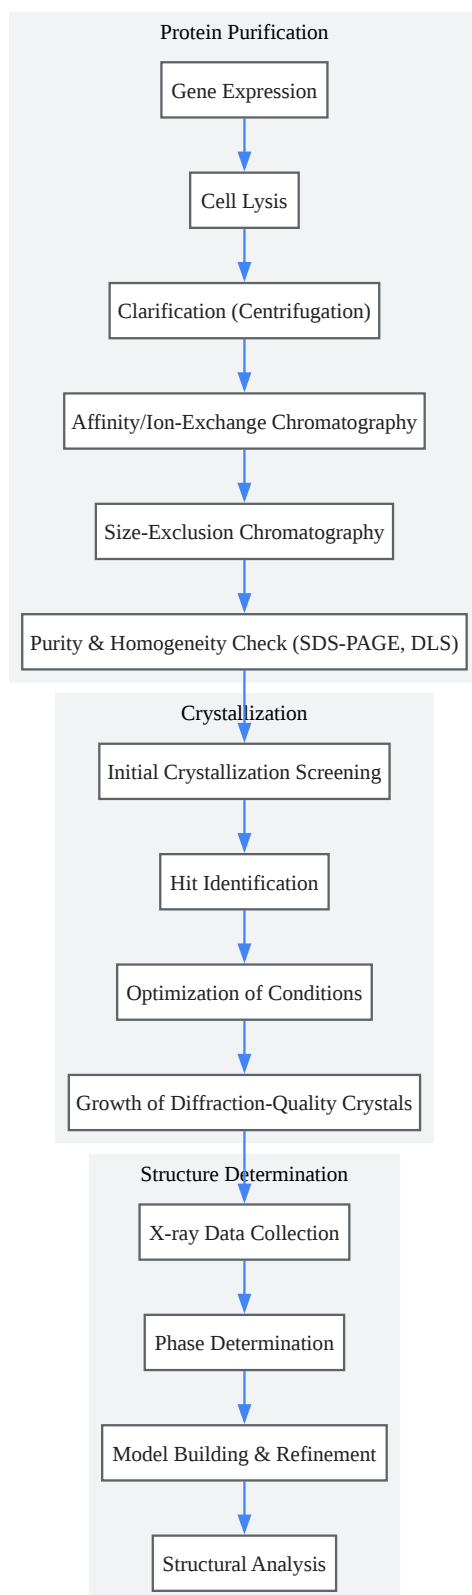 Protein Purification
Gene Expression
Cell Lysis
Clarification (Centrifugation)
Affinity/Ion-Exchange Chromatography
Size-Exclusion Chromatography
Purity & Homogeneity Check (SDS-PAGE, DLS)
Crystallization
Initial Crystallization Screening
Hit Identification
Optimization of Conditions
Growth of Diffraction-Quality Crystals
Structure Determination
X-ray Data Collection
Phase Determination
Model Building & Refinement
Structural Analysis